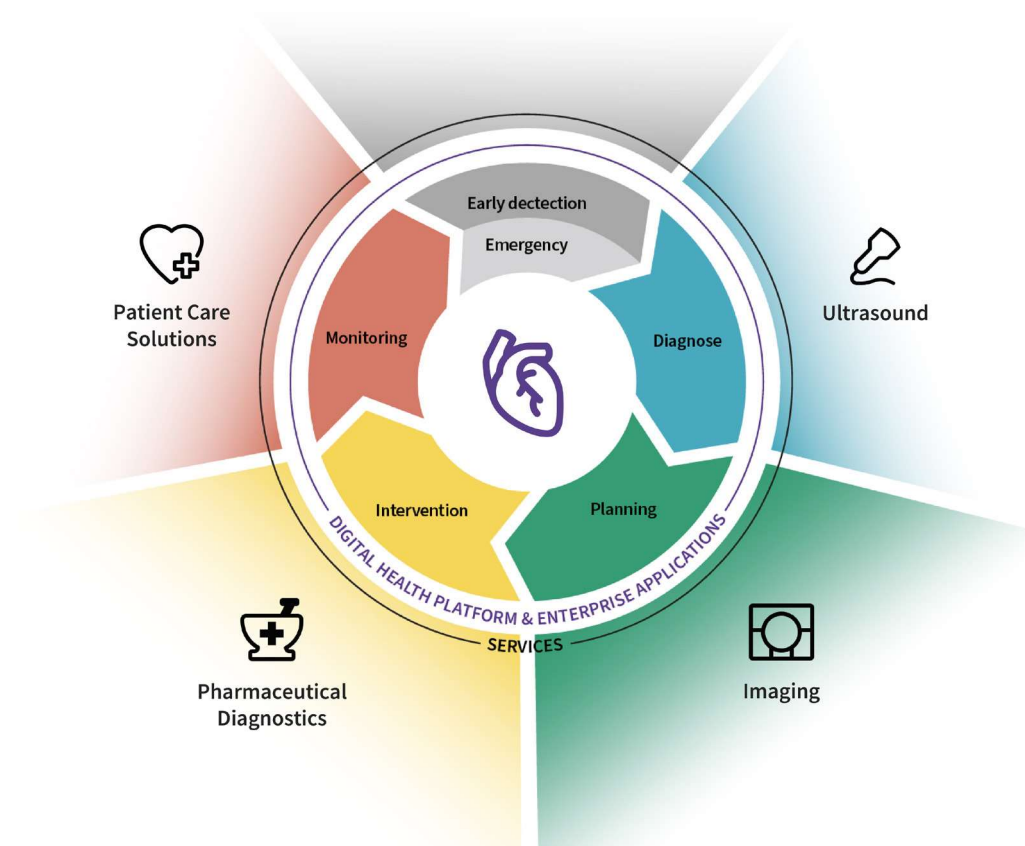 Early dectection
Emergency
Monitoring
Diagnose
Intervention
Planning
DIGITAL HEALTH PLATFORM & ENTERPRISE APPLICATIONS
SERVICES
Patient Care
Solutions
Ultrasound
Pharmaceutical
Diagnostics
Imaging